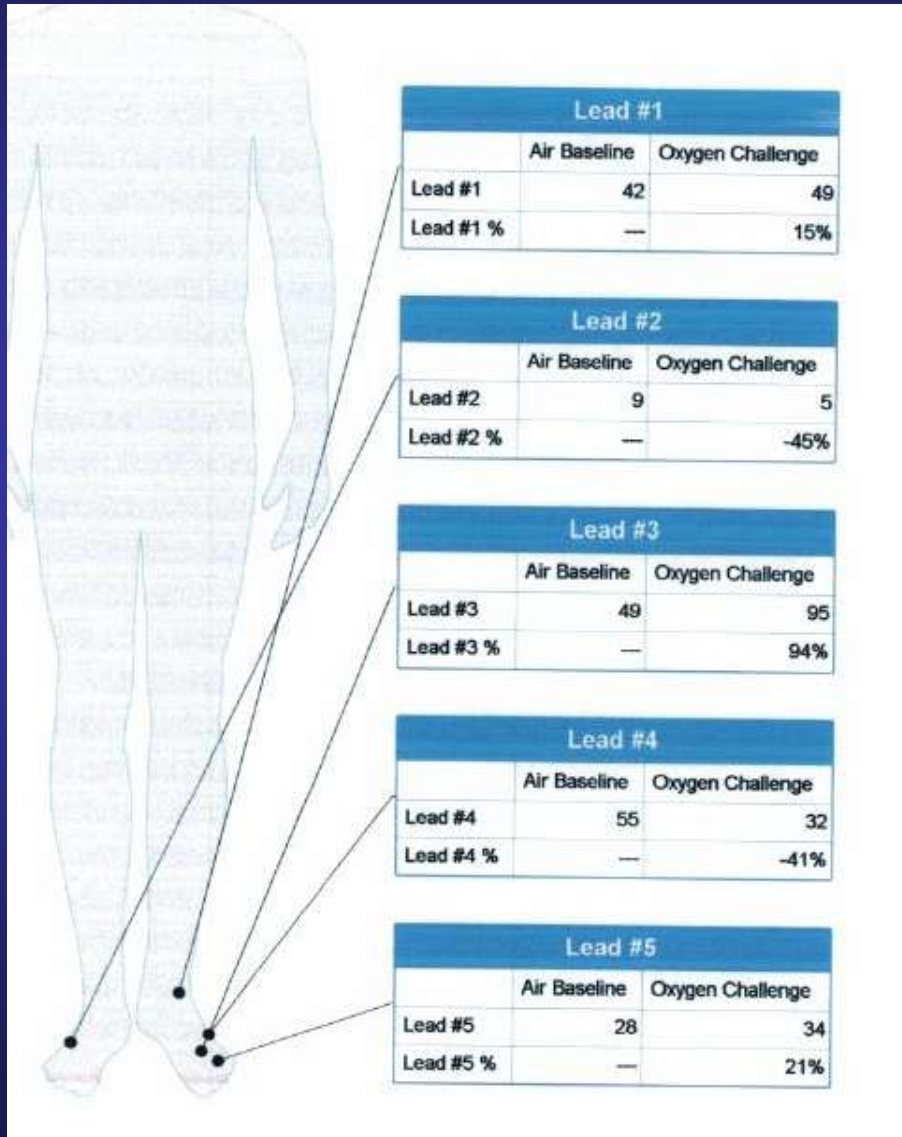 Lead #1
Air Baseline Oxygen Challenge
Lead #1 42 49
Lead #1 % --- 15%
Lead #2
Air Baseline Oxygen Challenge
Lead #2 9 5
Lead #2 % --- -45%
Lead #3
Air Baseline Oxygen Challenge
Lead #3 49 95
Lead #3 % --- 94%
Lead #4
Air Baseline Oxygen Challenge
Lead #4 55 32
Lead #4 % --- -41%
Lead #5
Air Baseline Oxygen Challenge
Lead #5 28 34
Lead #5 % --- 21%